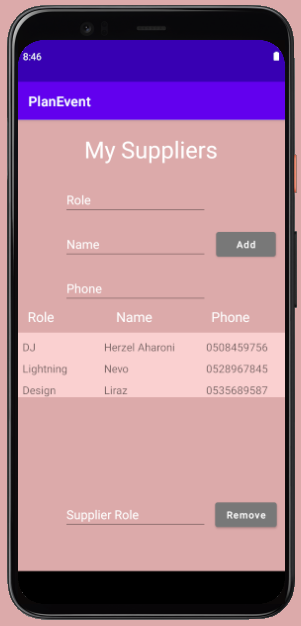 8:46
PlanEvent
My Suppliers
Role
Name
Add
Phone
Role Name Phone
DJ Herzel Aharoni 0508459756
Lightning Nevo 0528967845
Design Liraz 0535689587
Supplier Role
Remove